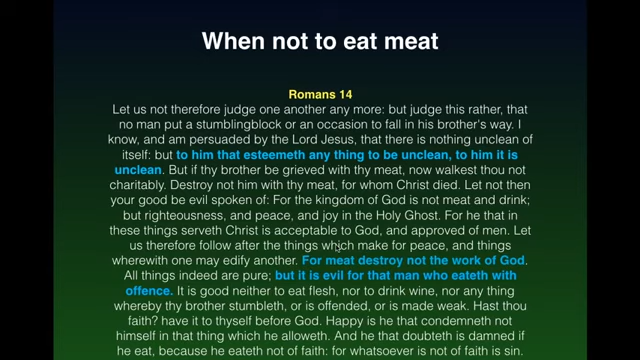 When not to eat meat
Romans 14
Let us not therefore judge one another any more: but judge this rather, that
no man put a stumblingblock or an occasion to fall in his brother's way. I
know, and am persuaded by the Lord Jesus, that there is nothing unclean of
itself: but to him that esteemeth any thing to be unclean, to him it is
unclean. But if thy brother be grieved with thy meat, now walkest thou not
charitably. Destroy not him with thy meat, for whom Christ died. Let not then
your good be evil spoken of: For the kingdom of God is not meat and drink;
but righteousness, and peace, and joy in the Holy Ghost. For he that in
these things serveth Christ is acceptable to God, and approved of men. Let
us therefore follow after the things which make for peace, and things
wherewith one may edify another. For meat destroy not the work of God.
All things indeed are pure; but it is evil for that man who eateth with
offence. It is good neither to eat flesh, nor to drink wine, nor any thing
whereby thy brother stumbleth, or is offended, or is made weak. Hast thou
faith? have it to thyself before God. Happy is he that condemneth not
himself in that thing which he alloweth. And he that doubteth is damned if
he eat, because he eateth not of faith: for whatsoever is not of faith is sin.